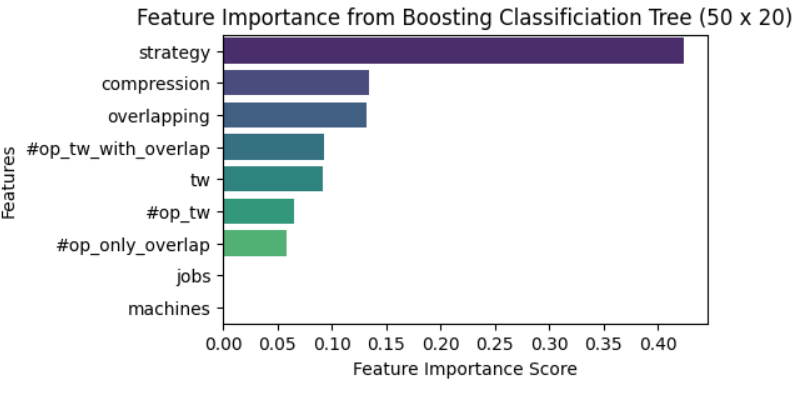 Feature Importance from Boosting Classificiation Tree (50 x 20)
Features
strategy
compression
overlapping
#op_tw_with_overlap
tw
#op_tw
#op_only_overlap
jobs
machines
0.00 0.05 0.10 0.15 0.20 0.25 0.30 0.35 0.40
Feature Importance Score